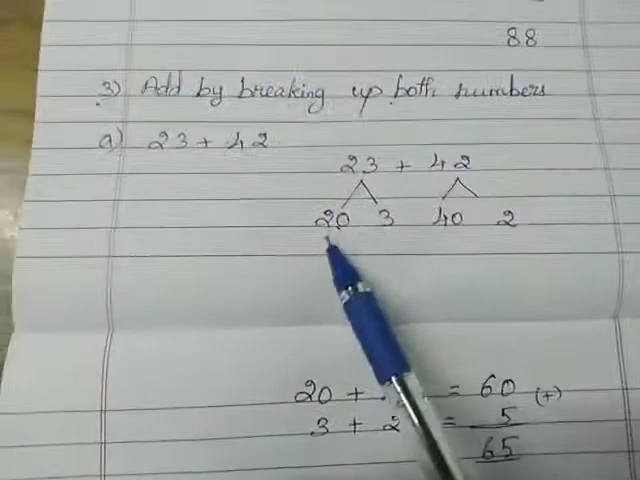 88
3) Add by breaking up both numbers
a) 23 + 42
23 + 42
20 3 40 2
20 + = 60 (+)
3 + 2 = 5
65